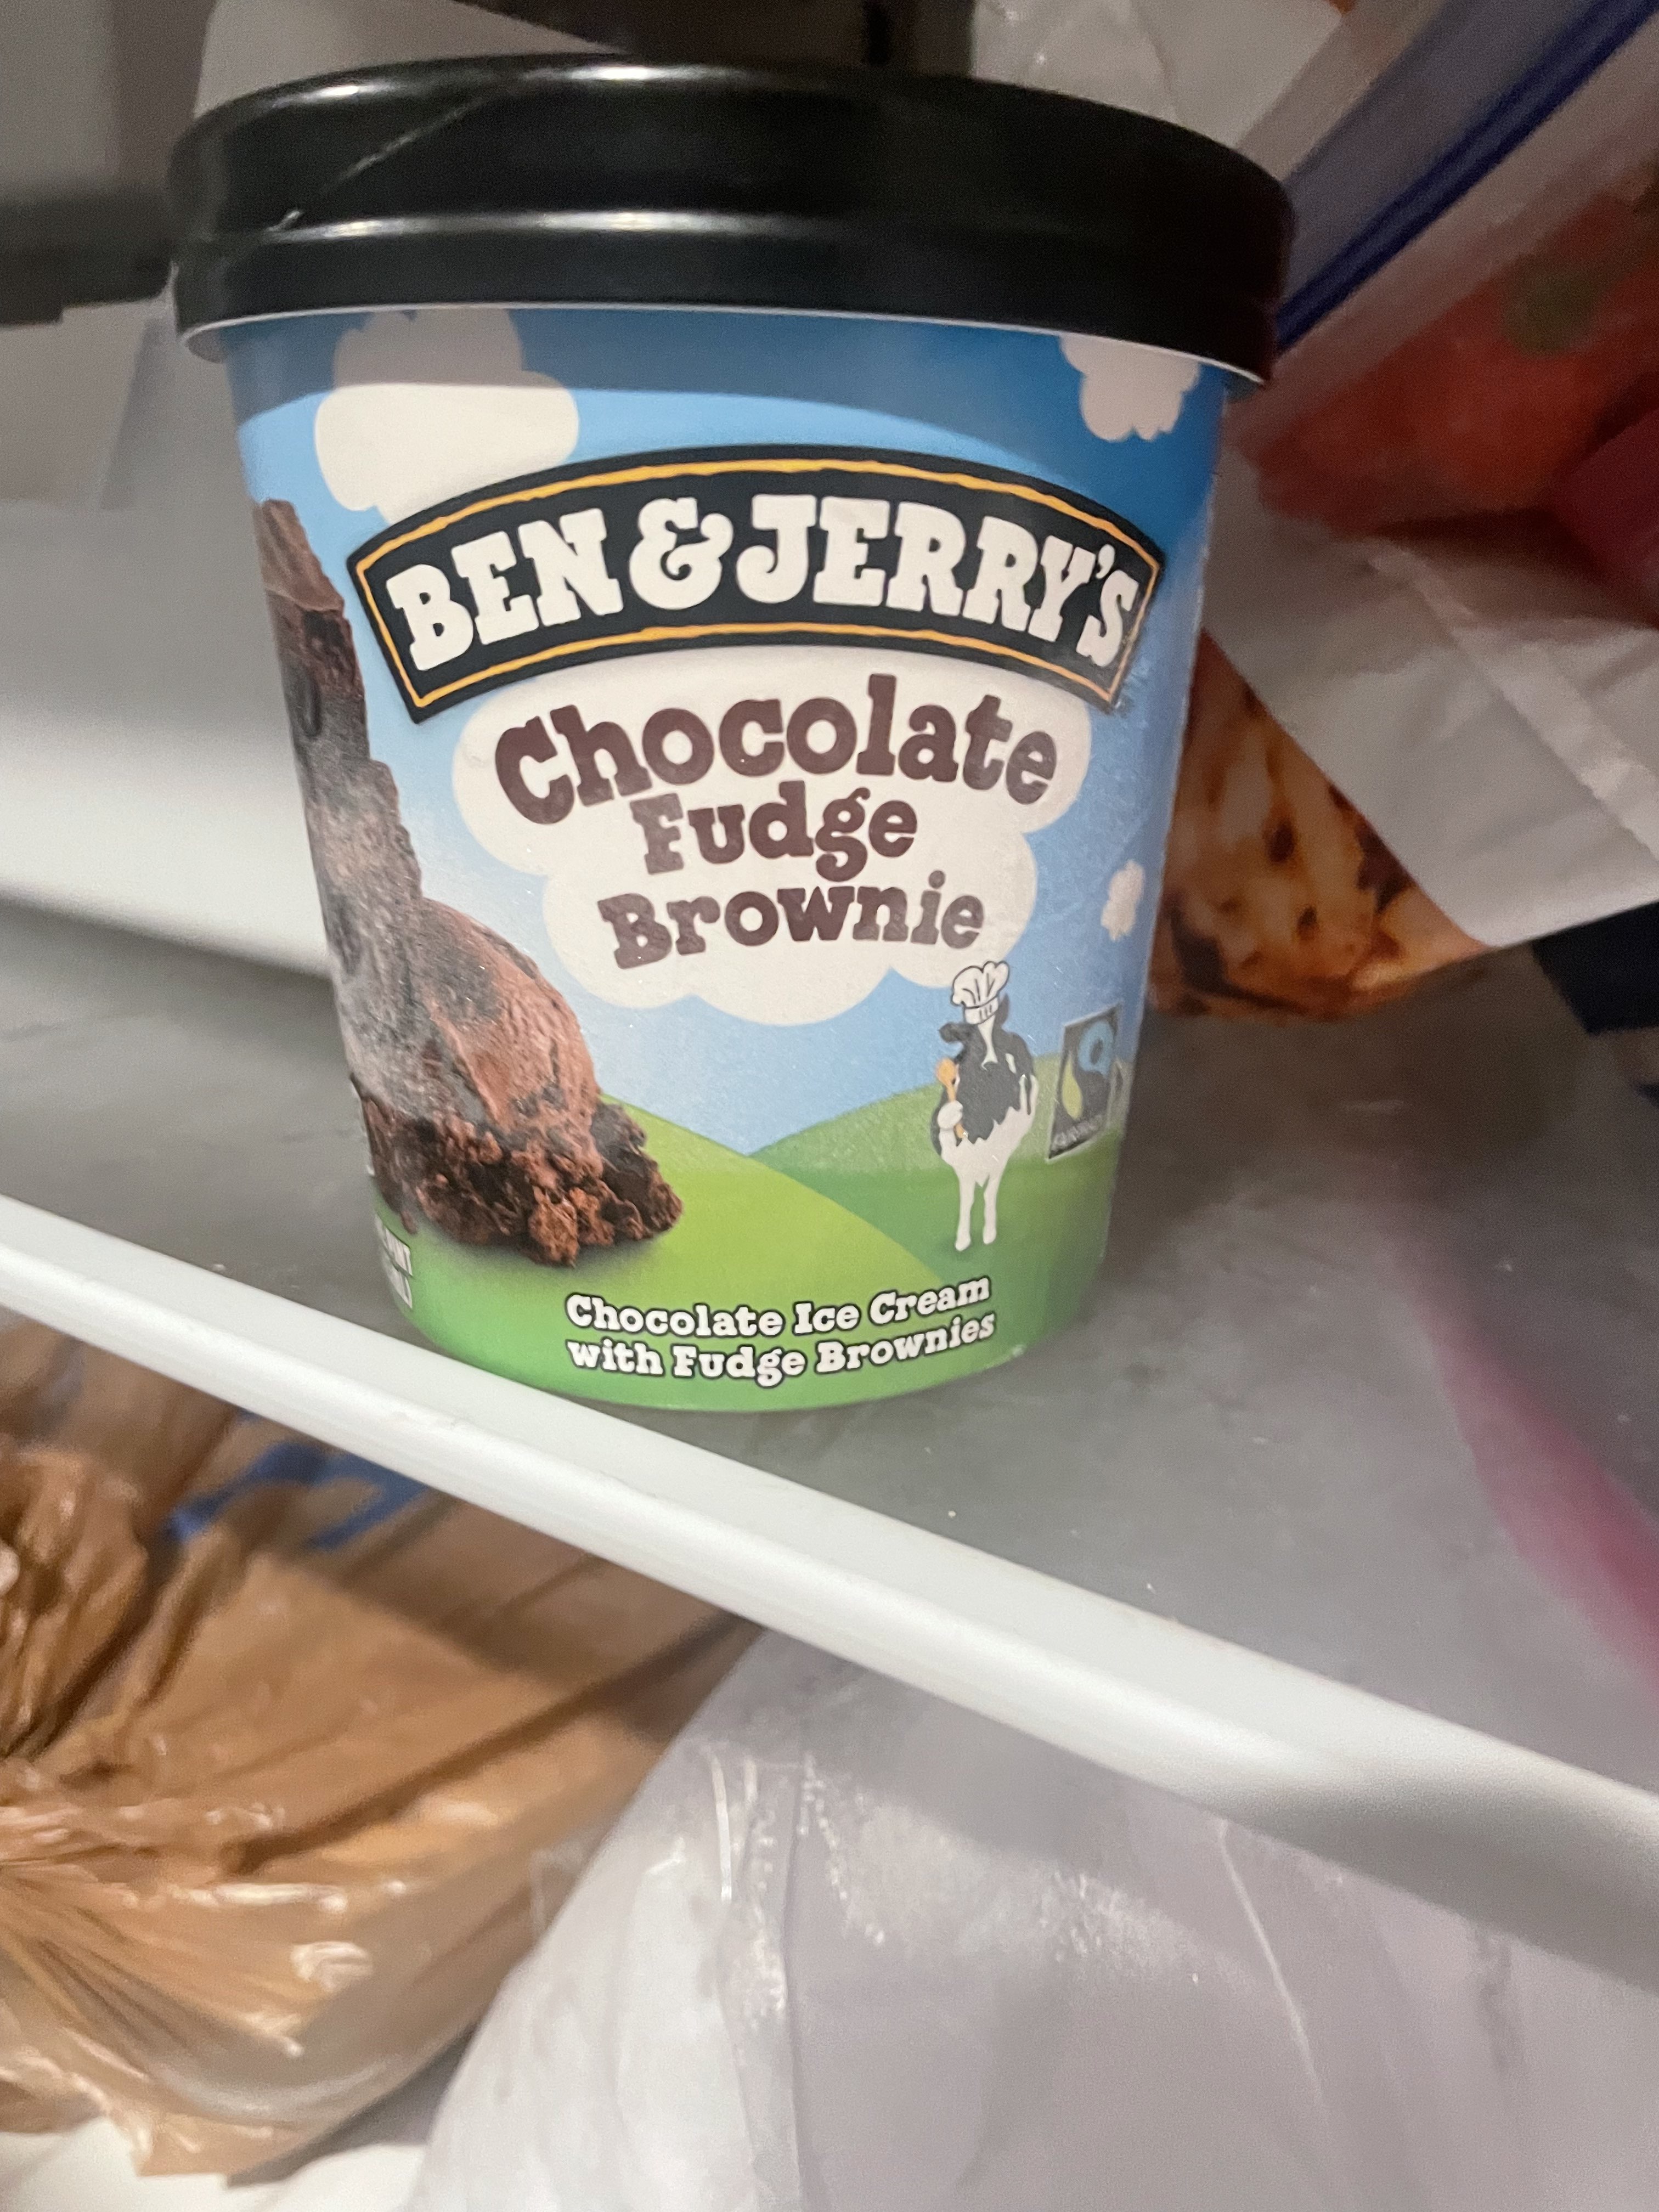 BEN & JERRY'S
Chocolate
Fudge
Brownie
Chocolate Ice Cream
with Fudge Brownies